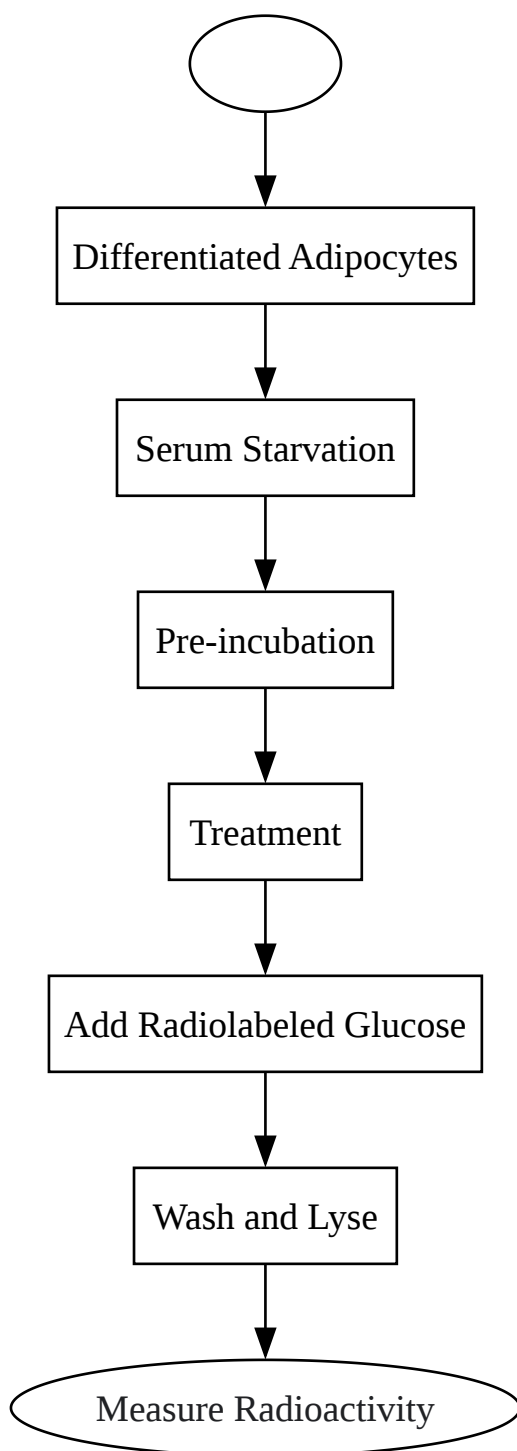 Differentiated Adipocytes
Serum Starvation
Pre-incubation
Treatment
Add Radiolabeled Glucose
Wash and Lyse
Measure Radioactivity